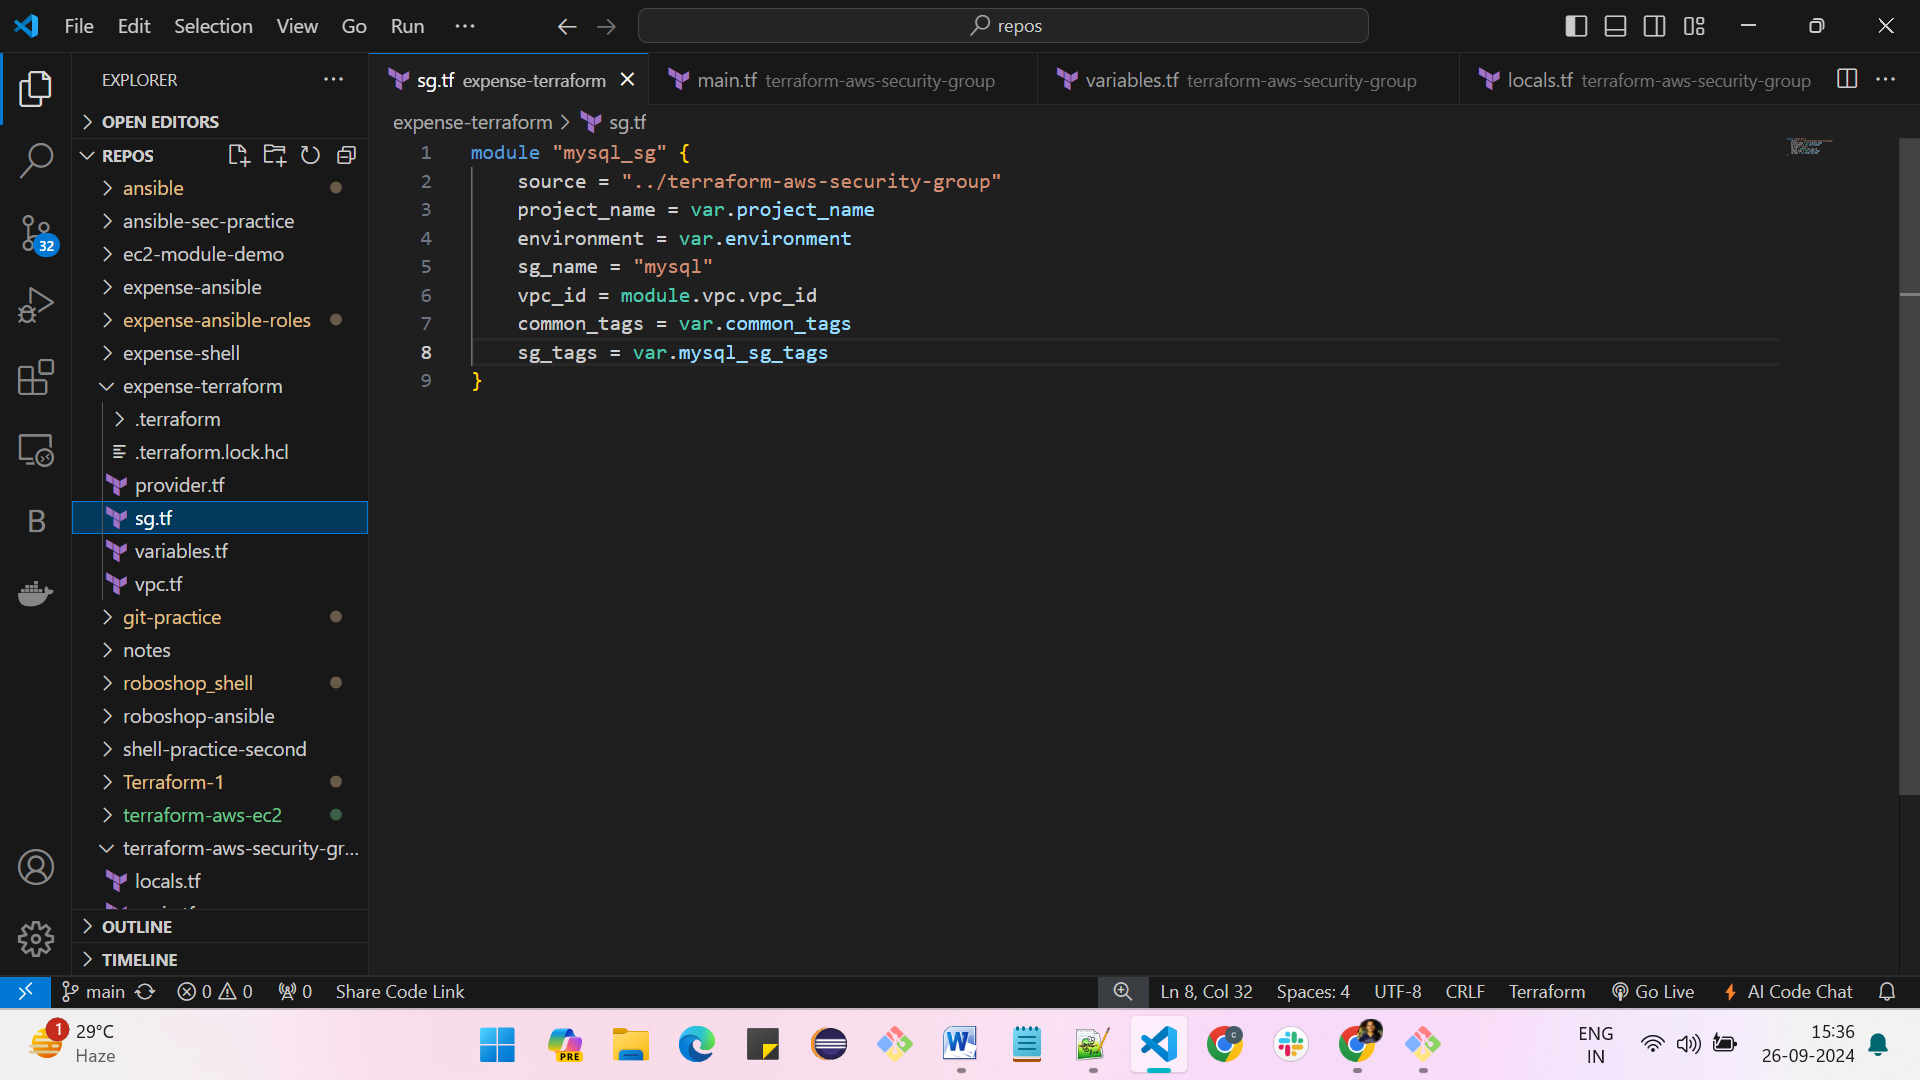 File Edit Selection View Go Run ··· repos
EXPLORER ···
OPEN EDITORS
REPOS
ansible
ansible-sec-practice
32
ec2-module-demo
expense-ansible
expense-ansible-roles
expense-shell
expense-terraform
.terraform
.terraform.lock.hcl
provider.tf
sg.tf
B
variables.tf
vpc.tf
git-practice
notes
roboshop_shell
roboshop-ansible
shell-practice-second
Terraform-1
terraform-aws-ec2
terraform-aws-security-gr...
locals.tf
OUTLINE
TIMELINE
sg.tf expense-terraform main.tf terraform-aws-security-group variables.tf terraform-aws-security-group locals.tf terraform-aws-security-group ···
expense-terraform > sg.tf
1 module "mysql_sg" {
2 source = "../terraform-aws-security-group"
3 project_name = var.project_name
4 environment = var.environment
5 sg_name = "mysql"
6 vpc_id = module.vpc.vpc_id
7 common_tags = var.common_tags
8 sg_tags = var.mysql_sg_tags
9 }
main 0 0 0 Share Code Link Ln 8, Col 32 Spaces: 4 UTF-8 CRLF Terraform Go Live AI Code Chat
1 29°C
Haze
PRE
ENG
IN
15:36
26-09-2024